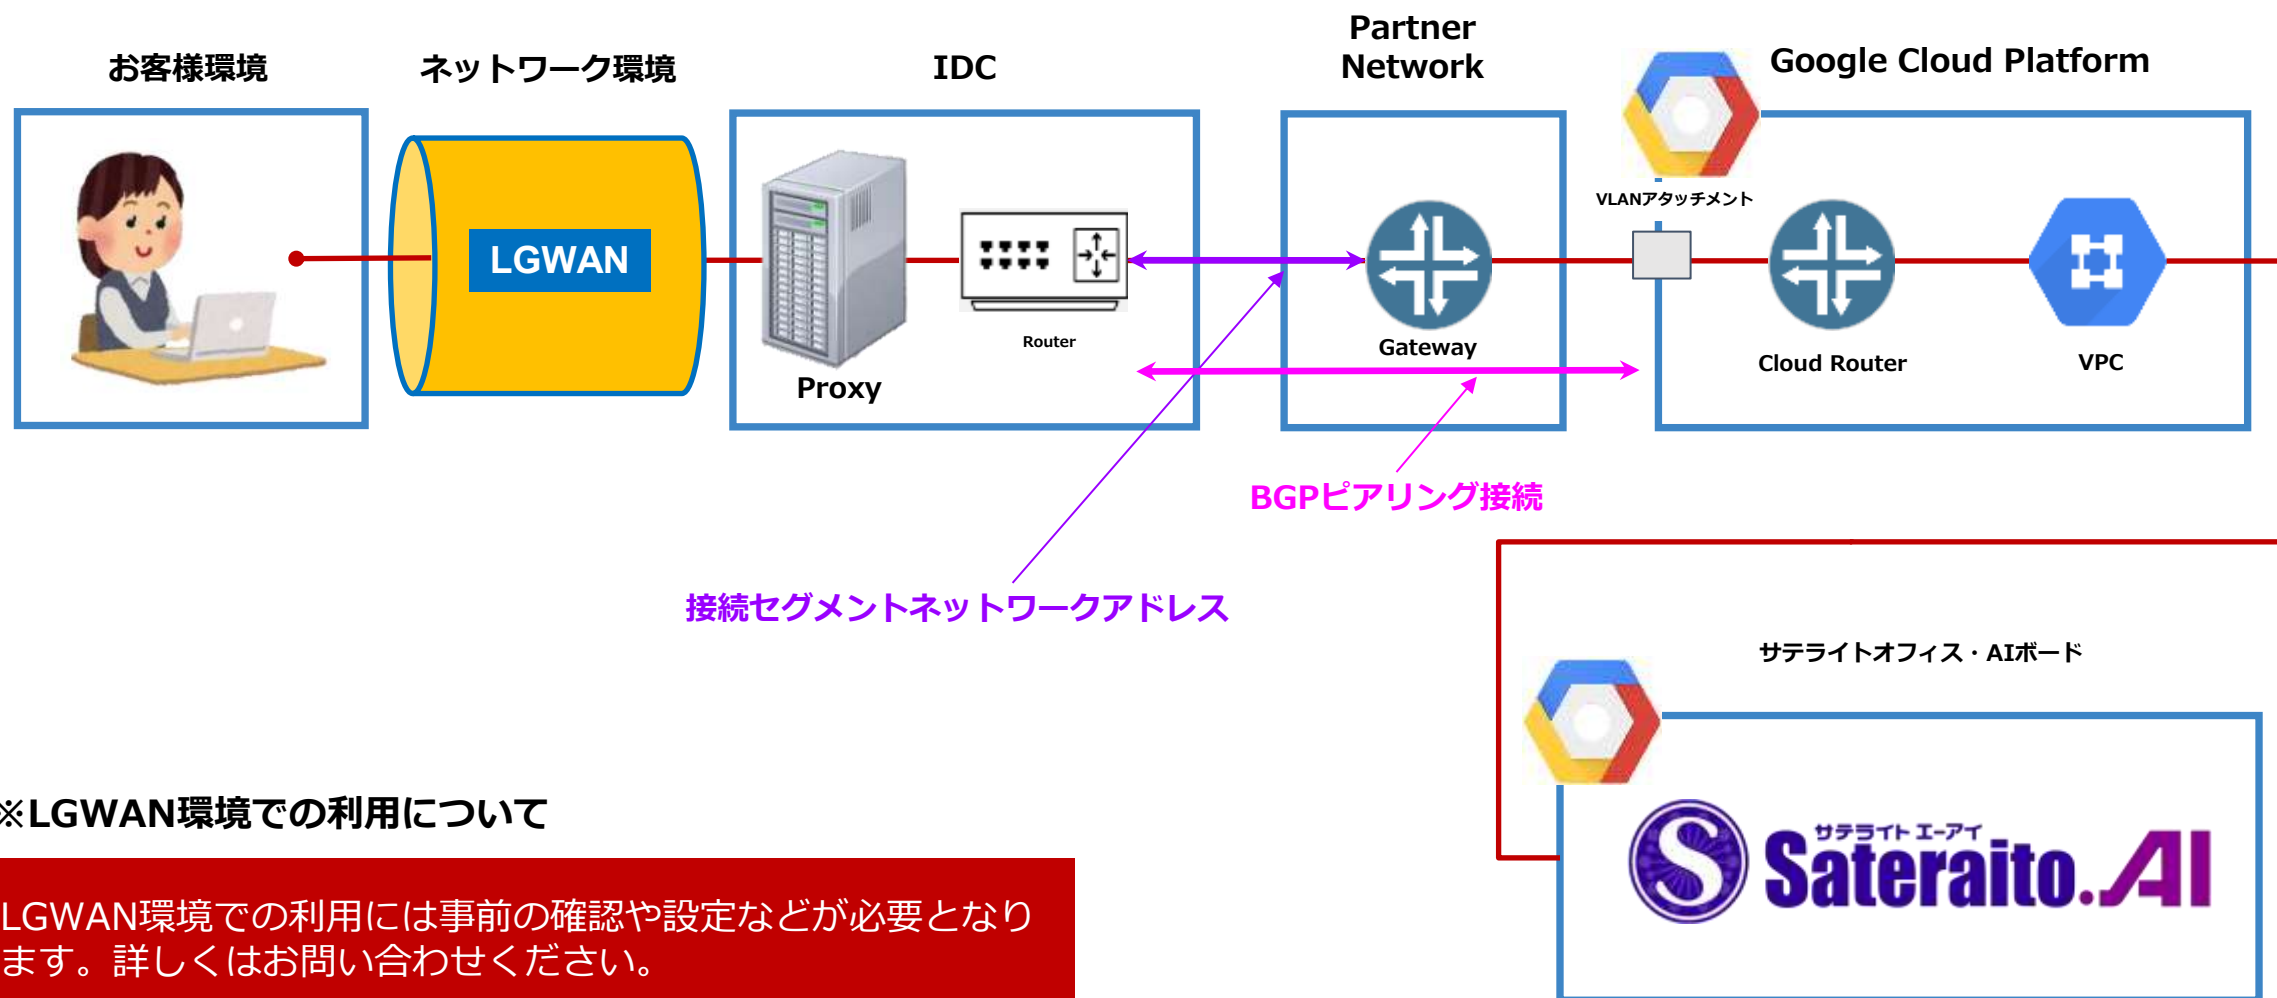 お客様環境
ネットワーク環境
IDC
Partner
Network
Google Cloud Platform
VLANアタッチメント
LGWAN
Proxy
Router
Gateway
Cloud Router
VPC
BGPピアリング接続
接続セグメントネットワークアドレス
サテライトオフィス・AIボード
サテライト エーアイ
Sateraito.AI
※LGWAN環境での利用について
LGWAN環境での利用には事前の確認や設定などが必要となり
ます。詳しくはお問い合わせください。